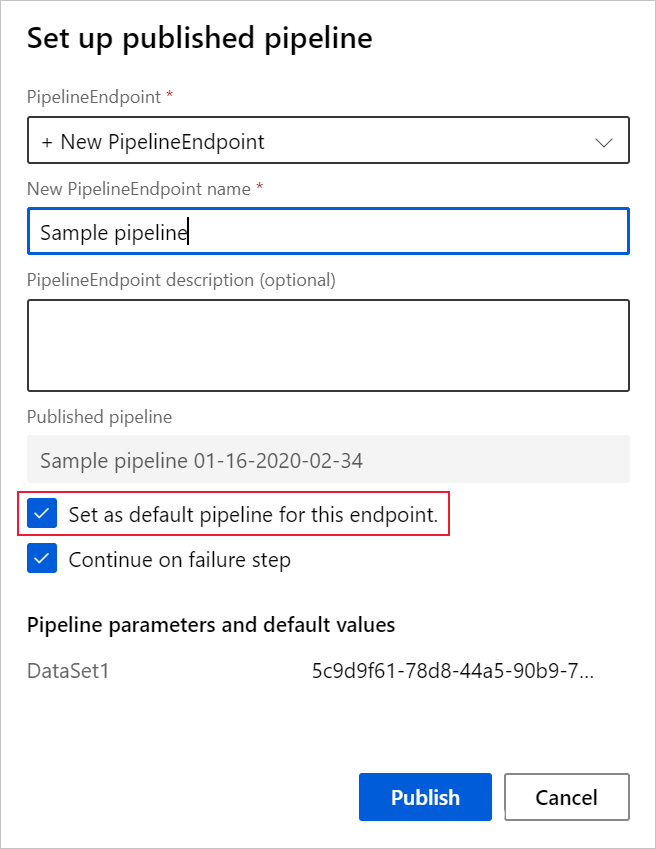 Set up published pipeline
PipelineEndpoint *
+ New PipelineEndpoint
New PipelineEndpoint name *
Sample pipeline
PipelineEndpoint description (optional)
Published pipeline
Sample pipeline 01-16-2020-02-34
Set as default pipeline for this endpoint.
Continue on failure step
Pipeline parameters and default values
DataSet1 5c9d9f61-78d8-44a5-90b9-7...
Publish Cancel